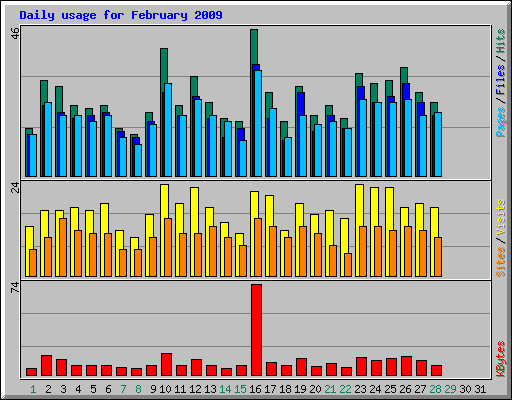 Daily usage for February 2009
46
Pages / Files / Hits
24
Sites / Visits
74
KBytes
1 2 3 4 5 6 7 8 9 10 11 12 13 14 15 16 17 18 19 20 21 22 23 24 25 26 27 28 29 30 31